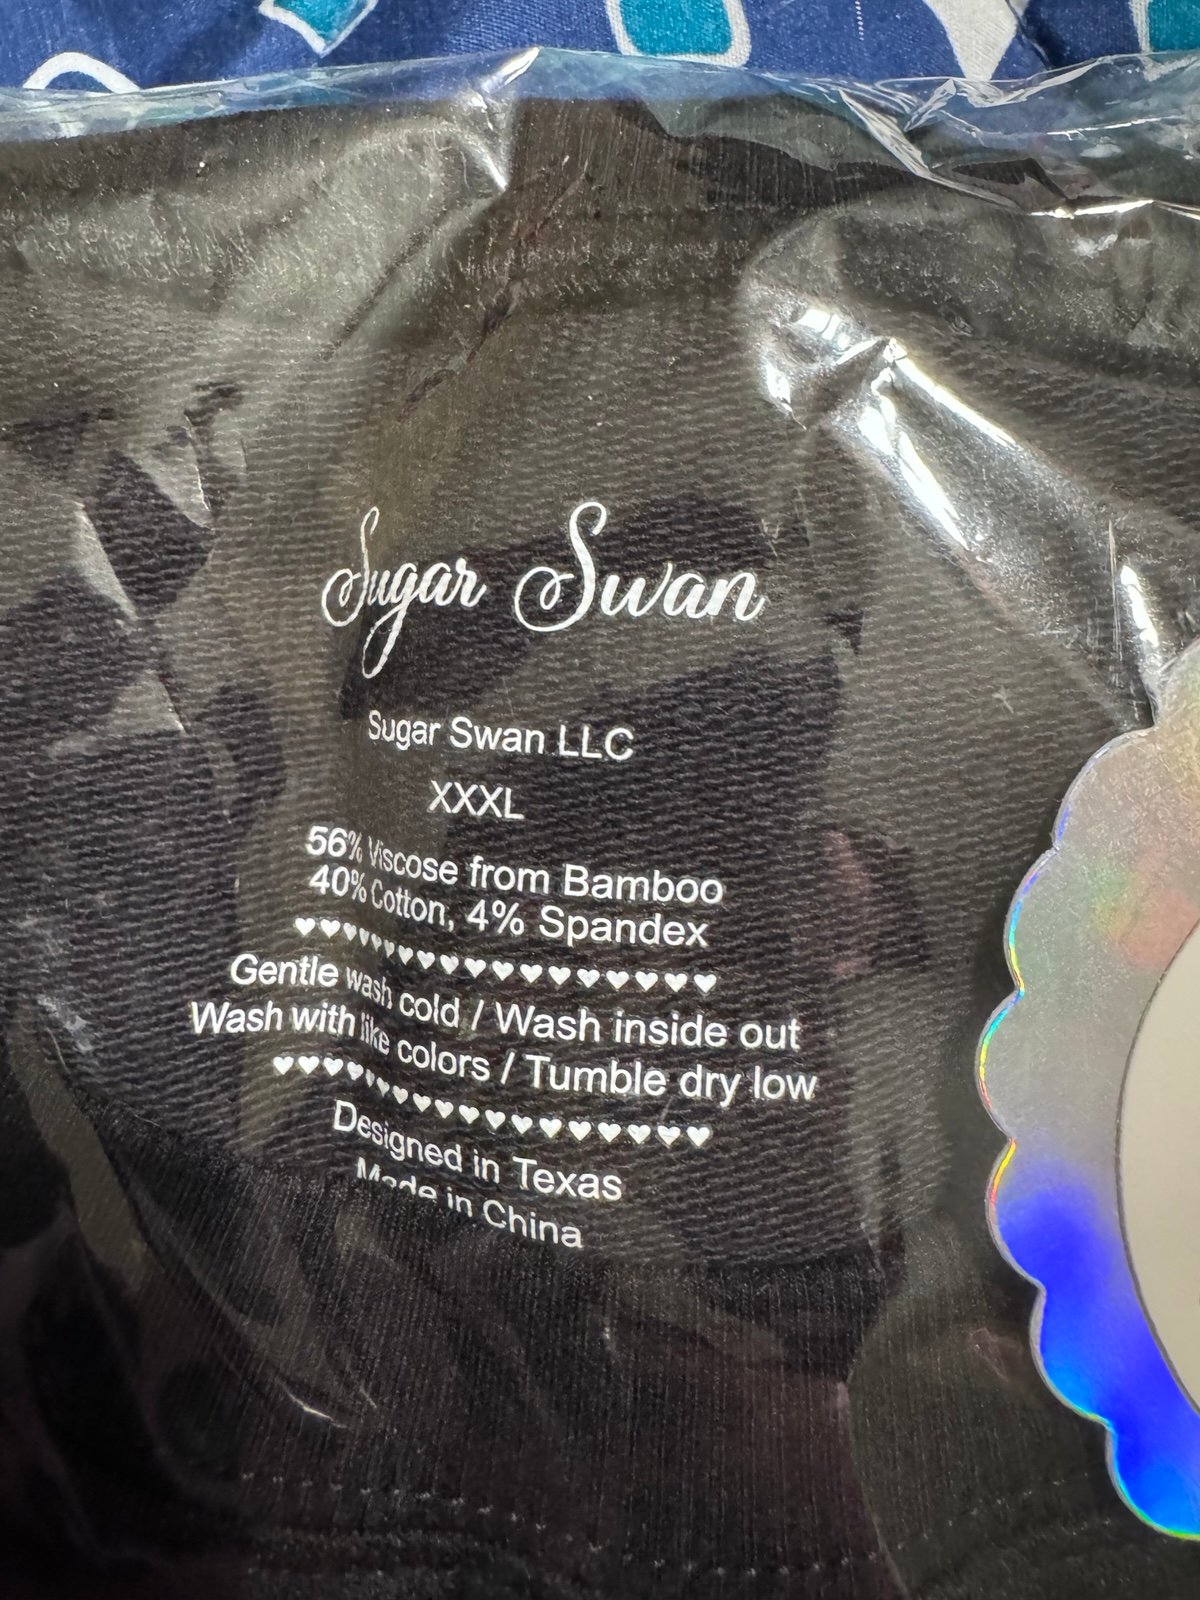 Sugar Swan
Sugar Swan LLC
XXXL
56% Viscose from Bamboo
40% Cotton, 4% Spandex
♥♥♥♥♥♥♥♥♥♥♥♥♥♥♥♥♥♥
Gentle wash cold / Wash inside out
Wash with like colors / Tumble dry low
♥♥♥♥♥♥♥♥♥♥♥♥♥♥♥♥♥♥
Designed in Texas
Made in China